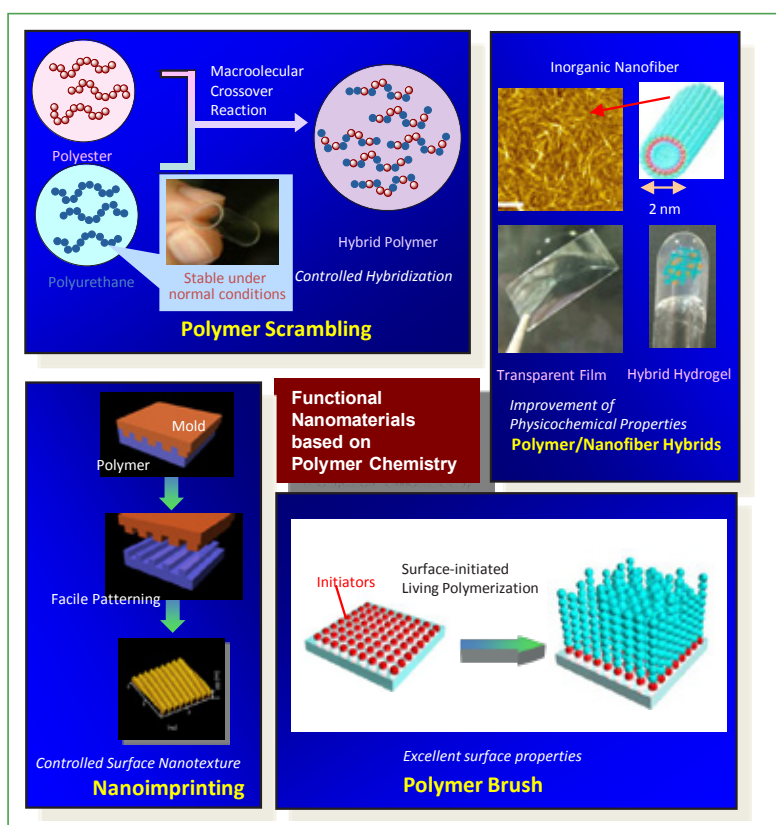 Macroolecular
Crossover
Reaction
Polyester
Polyurethane
Stable under
normal conditions
Hybrid Polymer
Controlled Hybridization
Polymer Scrambling
Inorganic Nanofiber
2 nm
Transparent Film
Hybrid Hydrogel
Improvement of
Physicochemical Properties
Polymer/Nanofiber Hybrids
Functional
Nanomaterials
based on
Polymer Chemistry
Mold
Polymer
Facile Patterning
Controlled Surface Nanotexture
Nanoimprinting
Initiators
Surface-initiated
Living Polymerization
Excellent surface properties
Polymer Brush